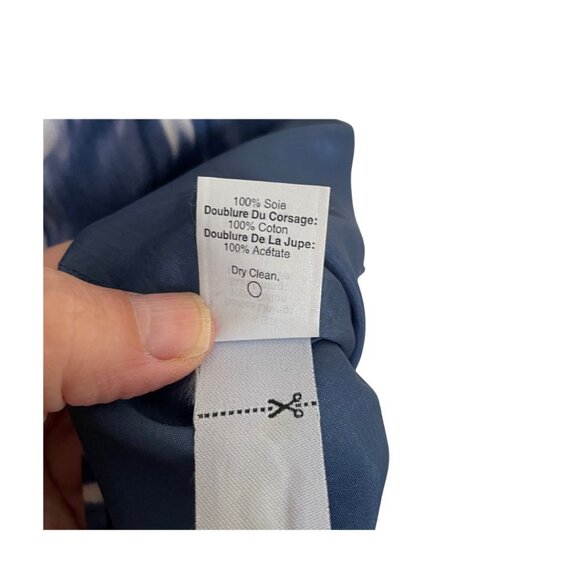 100% Soie
Doublure Du Corsage:
100% Coton
Doublure De La Jupe:
100% Acétate
Dry Clean.